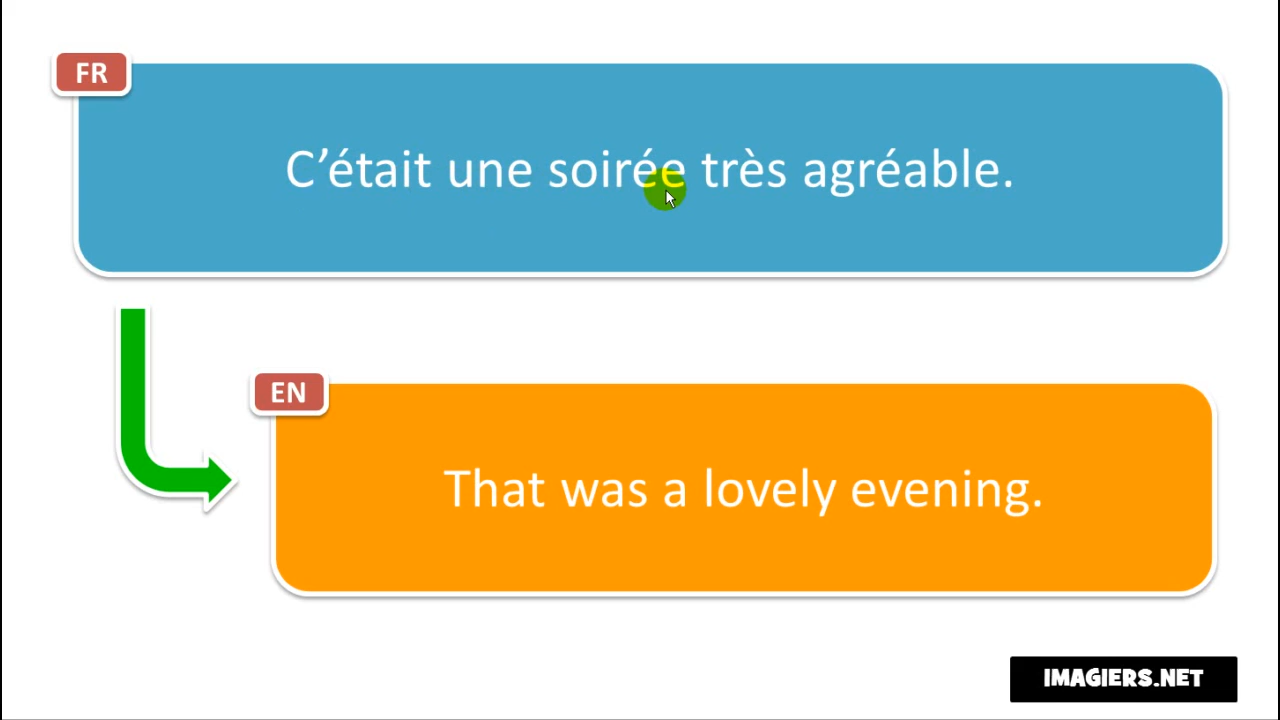 FR
C’était une soirée très agréable.
EN
That was a lovely evening.
IMAGIERS.NET